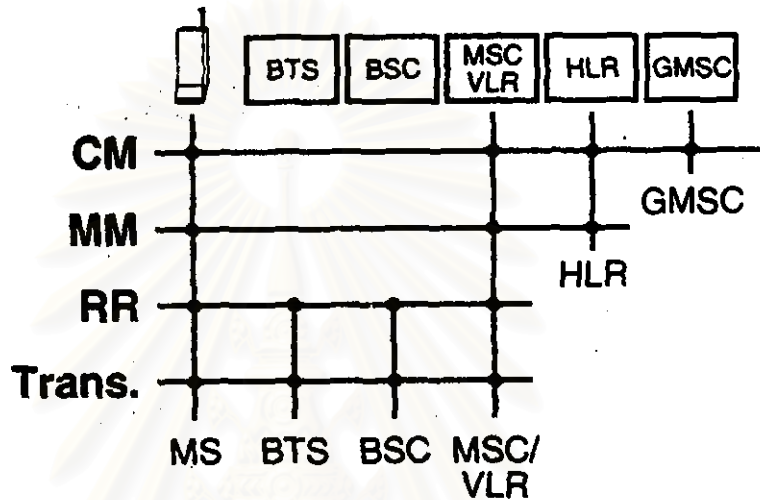 BTS BSC MSC VLR HLR GMSC
CM
GMSC
MM
HLR
RR
Trans.
MS BTS BSC MSC/
VLR